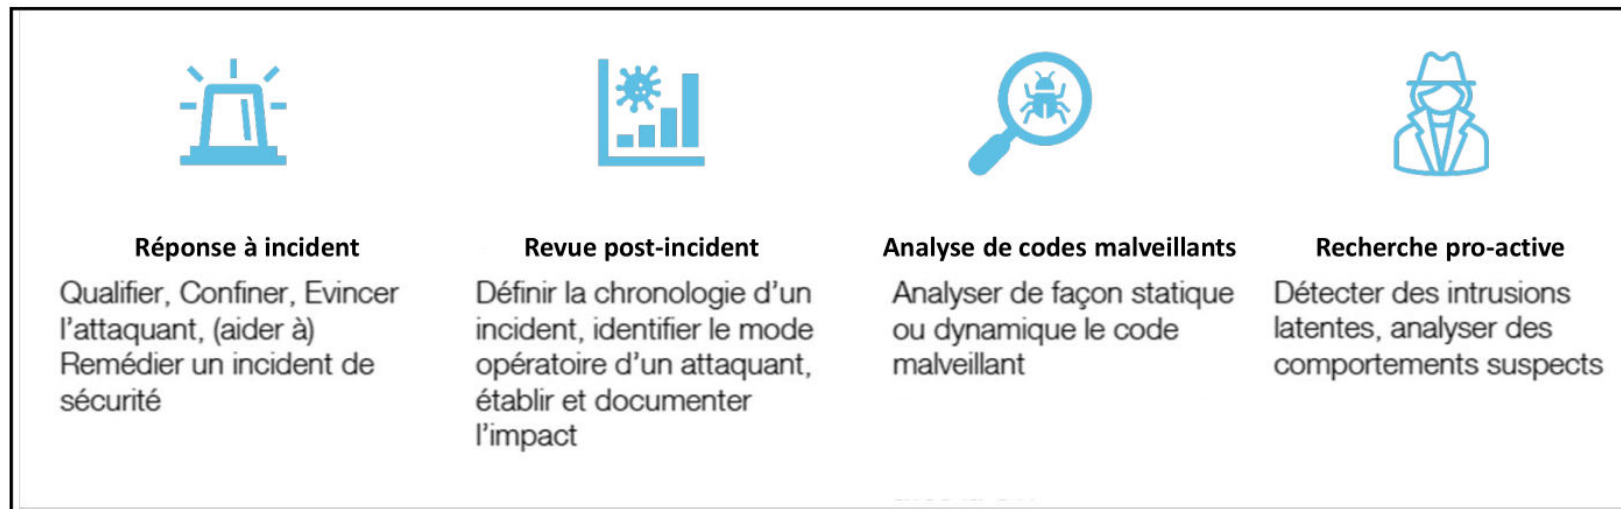 Réponse à incident
Qualifier, Confiner, Evincer
l'attaquant, (aider à)
Remédier un incident de
sécurité
Revue post-incident
Définir la chronologie d'un
incident, identifier le mode
opératoire d'un attaquant,
établir et documenter
l'impact
Analyse de codes malveillants
Analyser de façon statique
ou dynamique le code
malveillant
Recherche pro-active
Détecter des intrusions
latentes, analyser des
comportements suspects